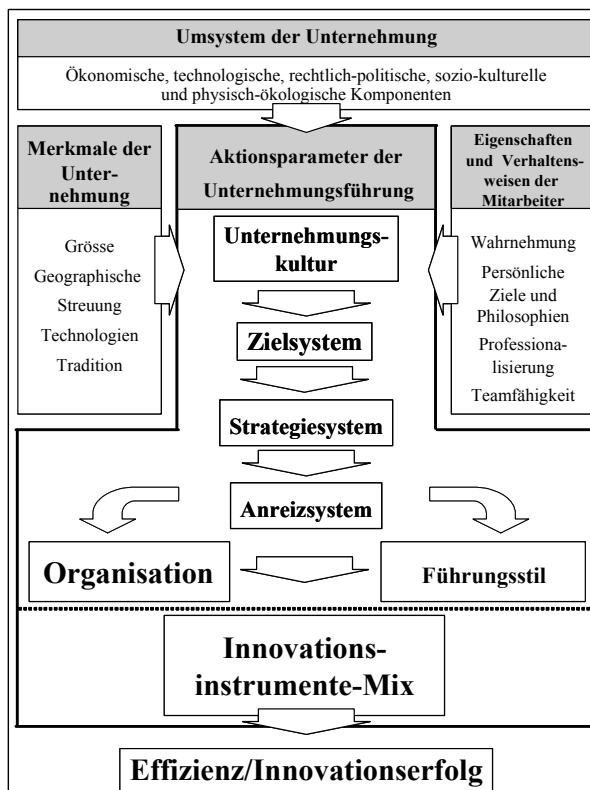 Umsystem der Unternehmung
Ökonomische, technologische, rechtlich-politische, sozio-kulturelle
und physisch-ökologische Komponenten
Merkmale der
Unter-
nehmung
Grösse
Geographische
Streuung
Technologien
Tradition
Aktionsparameter der
Unternehmungsführung
Unternehmungs-
kultur
Zielsystem
Strategiesystem
Anreizsystem
Eigenschaften
und Verhaltens-
weisen der
Mitarbeiter
Wahrnehmung
Persönliche
Ziele und
Philosophien
Professiona-
lisierung
Teamfähigkeit
Organisation
Führungsstil
Innovations-
instrumente-Mix
Effizienz/Innovationserfolg